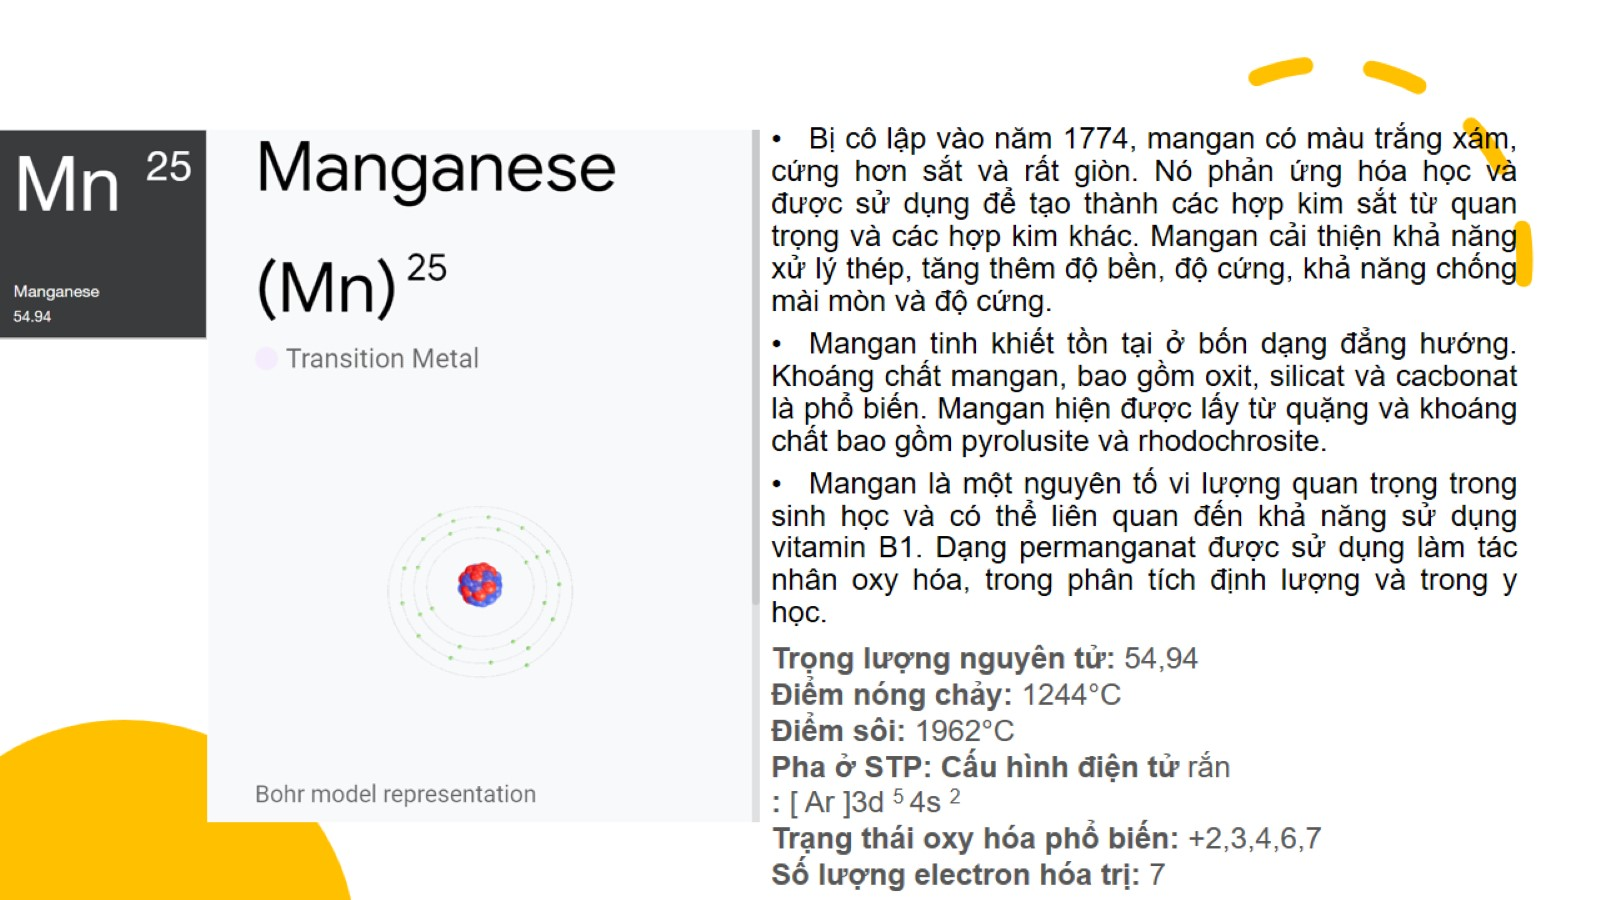 Mn 25
Manganese
54.94
Manganese
(Mn) 25
Transition Metal
Bohr model representation
• Bị cô lập vào năm 1774, mangan có màu trắng xám,
cứng hơn sắt và rất giòn. Nó phản ứng hóa học và
được sử dụng để tạo thành các hợp kim sắt từ quan
trọng và các hợp kim khác. Mangan cải thiện khả năng
xử lý thép, tăng thêm độ bền, độ cứng, khả năng chống
mài mòn và độ cứng.
• Mangan tinh khiết tồn tại ở bốn dạng đẳng hướng.
Khoáng chất mangan, bao gồm oxit, silicat và cacbonat
là phổ biến. Mangan hiện được lấy từ quặng và khoáng
chất bao gồm pyrolusite và rhodochrosite.
• Mangan là một nguyên tố vi lượng quan trọng trong
sinh học và có thể liên quan đến khả năng sử dụng
vitamin B1. Dạng permanganat được sử dụng làm tác
nhân oxy hóa, trong phân tích định lượng và trong y
học.
Trọng lượng nguyên tử: 54,94
Điểm nóng chảy: 1244°C
Điểm sôi: 1962°C
Pha ở STP: Cấu hình điện tử rắn
: [ Ar ]3d 5 4s 2
Trạng thái oxy hóa phổ biến: +2,3,4,6,7
Số lượng electron hóa trị: 7